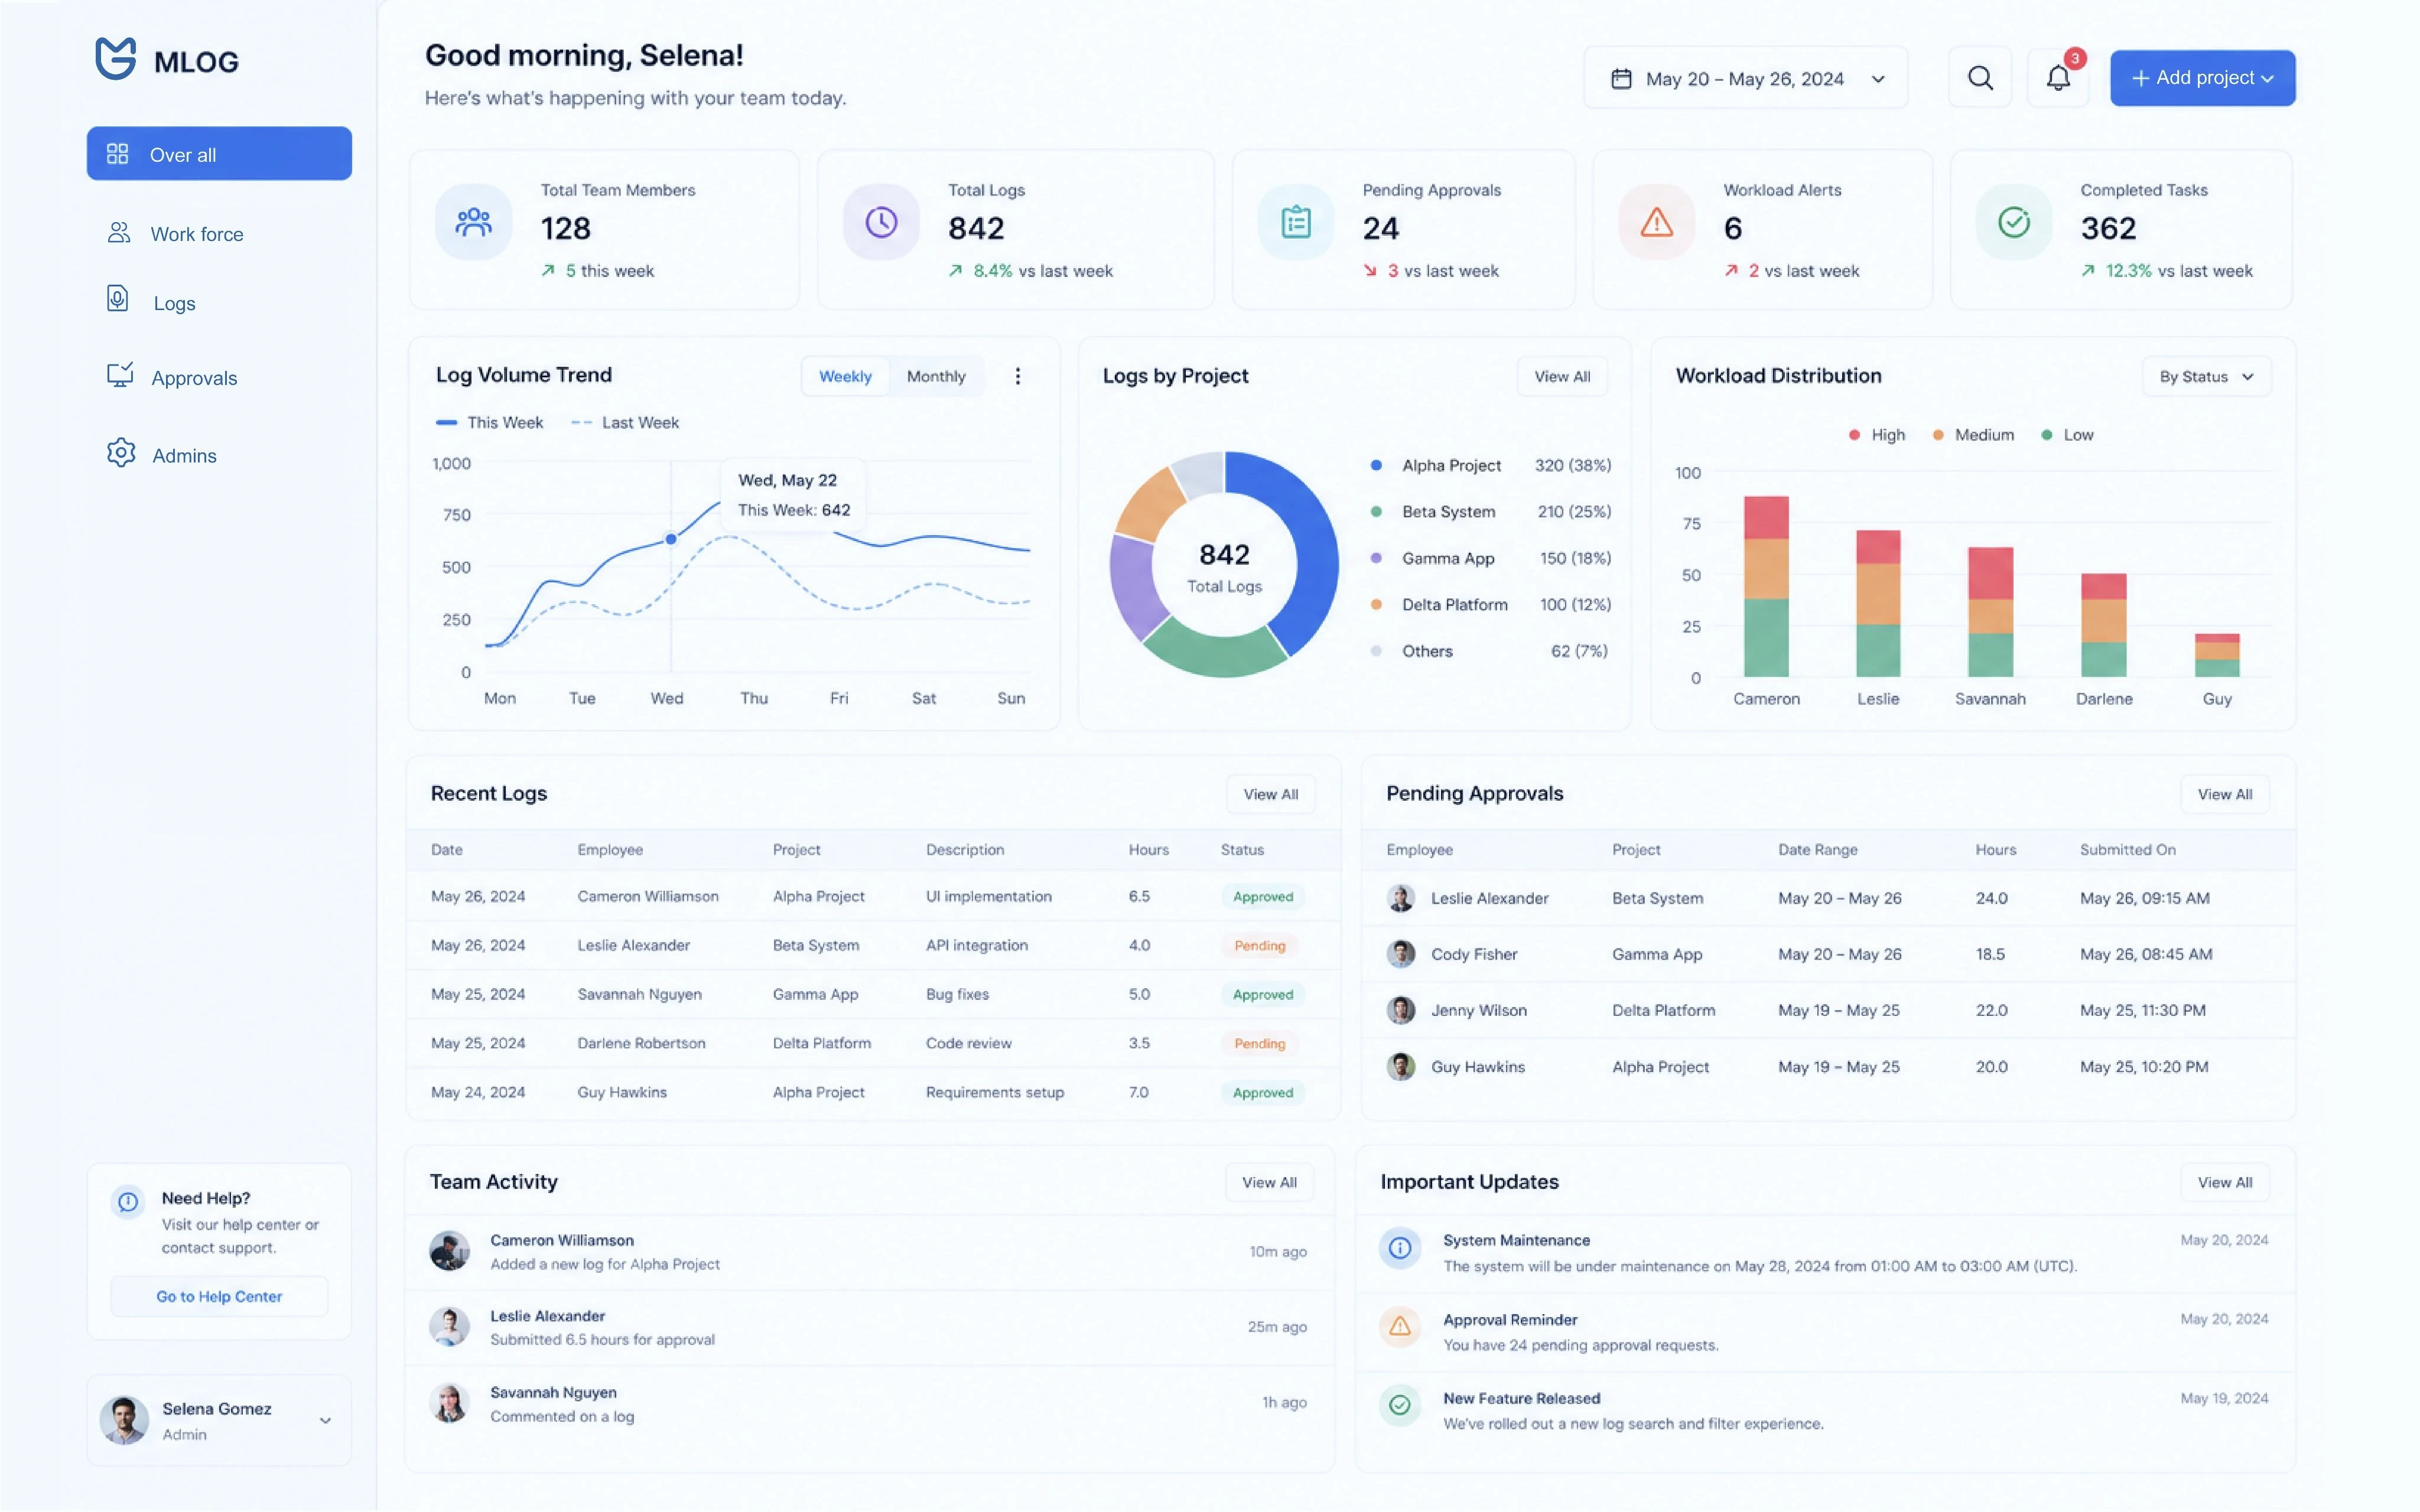 MLOG
Over all
Work force
Logs
Approvals
Admins
Need Help?
Visit our help center or
contact support.
Go to Help Center
Selena Gomez
Admin
Good morning, Selena!
Here's what's happening with your team today.
May 20 – May 26, 2024
3
+ Add project
Total Team Members
128
5 this week
Total Logs
842
8.4% vs last week
Pending Approvals
24
3 vs last week
Workload Alerts
6
2 vs last week
Completed Tasks
362
12.3% vs last week
Log Volume Trend
Weekly Monthly
This Week Last Week
1,000
750
500
250
0
Wed, May 22
This Week: 642
Mon Tue Wed Thu Fri Sat Sun
Logs by Project
View All
842
Total Logs
Alpha Project 320 (38%)
Beta System 210 (25%)
Gamma App 150 (18%)
Delta Platform 100 (12%)
Others 62 (7%)
Workload Distribution
By Status
High Medium Low
100
75
50
25
0
Cameron Leslie Savannah Darlene Guy
Recent Logs
View All
Date Employee Project Description Hours Status
May 26, 2024 Cameron Williamson Alpha Project UI implementation 6.5 Approved
May 26, 2024 Leslie Alexander Beta System API integration 4.0 Pending
May 25, 2024 Savannah Nguyen Gamma App Bug fixes 5.0 Approved
May 25, 2024 Darlene Robertson Delta Platform Code review 3.5 Pending
May 24, 2024 Guy Hawkins Alpha Project Requirements setup 7.0 Approved
Pending Approvals
View All
Employee Project Date Range Hours Submitted On
Leslie Alexander Beta System May 20 – May 26 24.0 May 26, 09:15 AM
Cody Fisher Gamma App May 20 – May 26 18.5 May 26, 08:45 AM
Jenny Wilson Delta Platform May 19 – May 25 22.0 May 25, 11:30 PM
Guy Hawkins Alpha Project May 19 – May 25 20.0 May 25, 10:20 PM
Team Activity
View All
Cameron Williamson
Added a new log for Alpha Project
10m ago
Leslie Alexander
Submitted 6.5 hours for approval
25m ago
Savannah Nguyen
Commented on a log
1h ago
Important Updates
View All
System Maintenance
May 20, 2024
The system will be under maintenance on May 28, 2024 from 01:00 AM to 03:00 AM (UTC).
Approval Reminder
May 20, 2024
You have 24 pending approval requests.
New Feature Released
May 19, 2024
We've rolled out a new log search and filter experience.